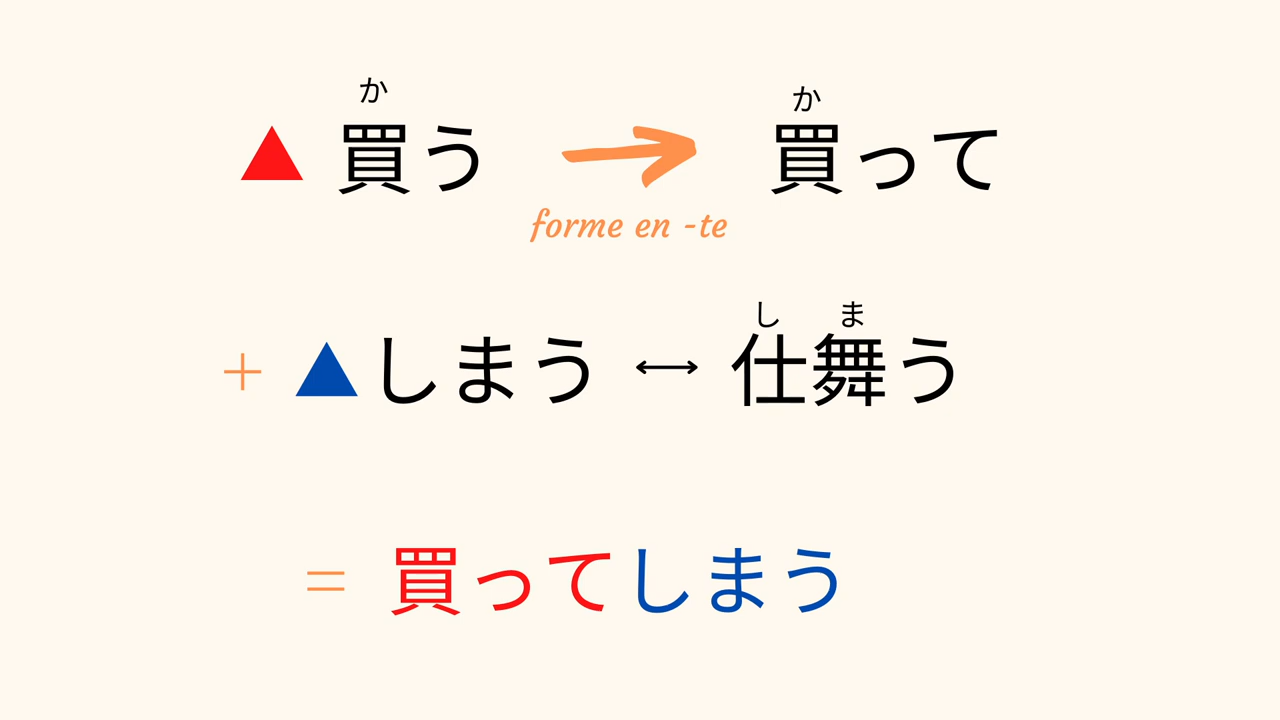 か か
▲ 買う → 買って
forme en -te
し ま
+ ▲ しまう ↔ 仕舞う
= 買ってしまう